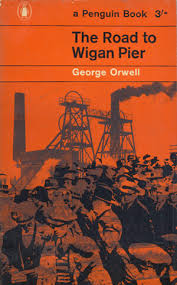 a Penguin Book 3/-
The Road to
Wigan Pier
George Orwell